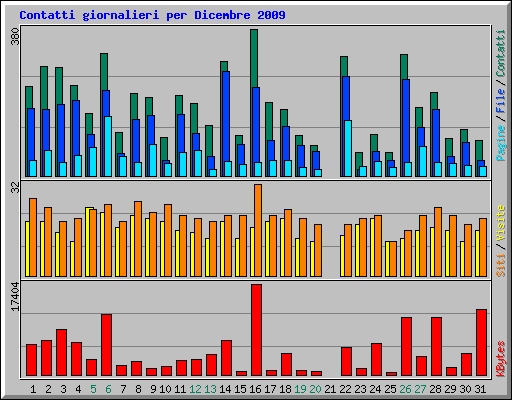 Contatti giornalieri per Dicembre 2009
380
32
17404
Pagine / File / Contatti
Siti / Visite
KBytes
1 2 3 4 5 6 7 8 9 10 11 12 13 14 15 16 17 18 19 20 21 22 23 24 25 26 27 28 29 30 31